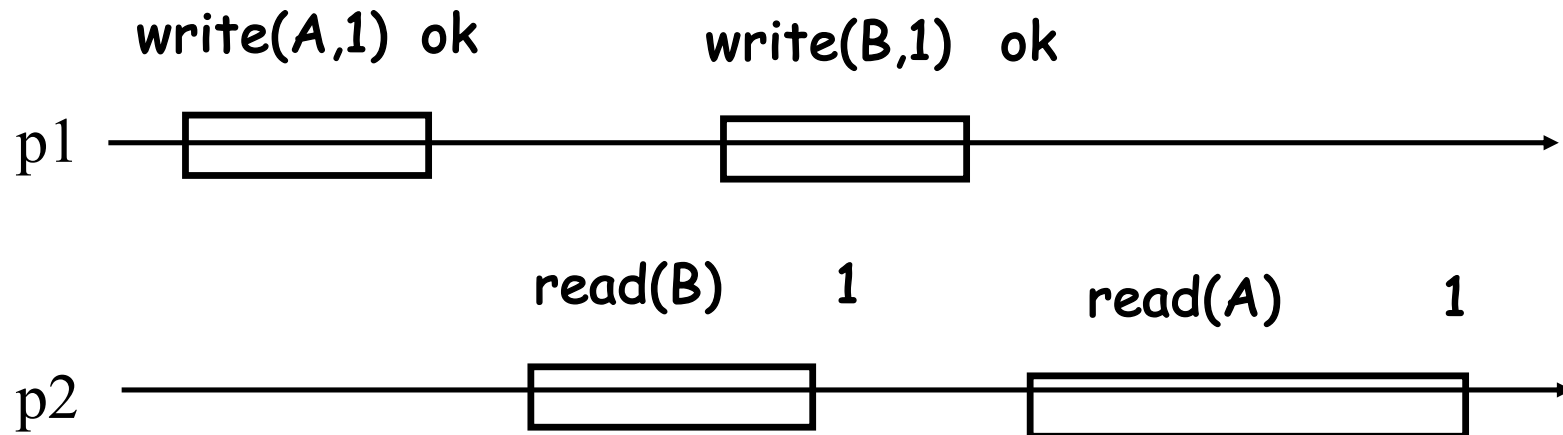 write(A,1) ok write(B,1) ok
p1
read(B) 1 read(A) 1
p2